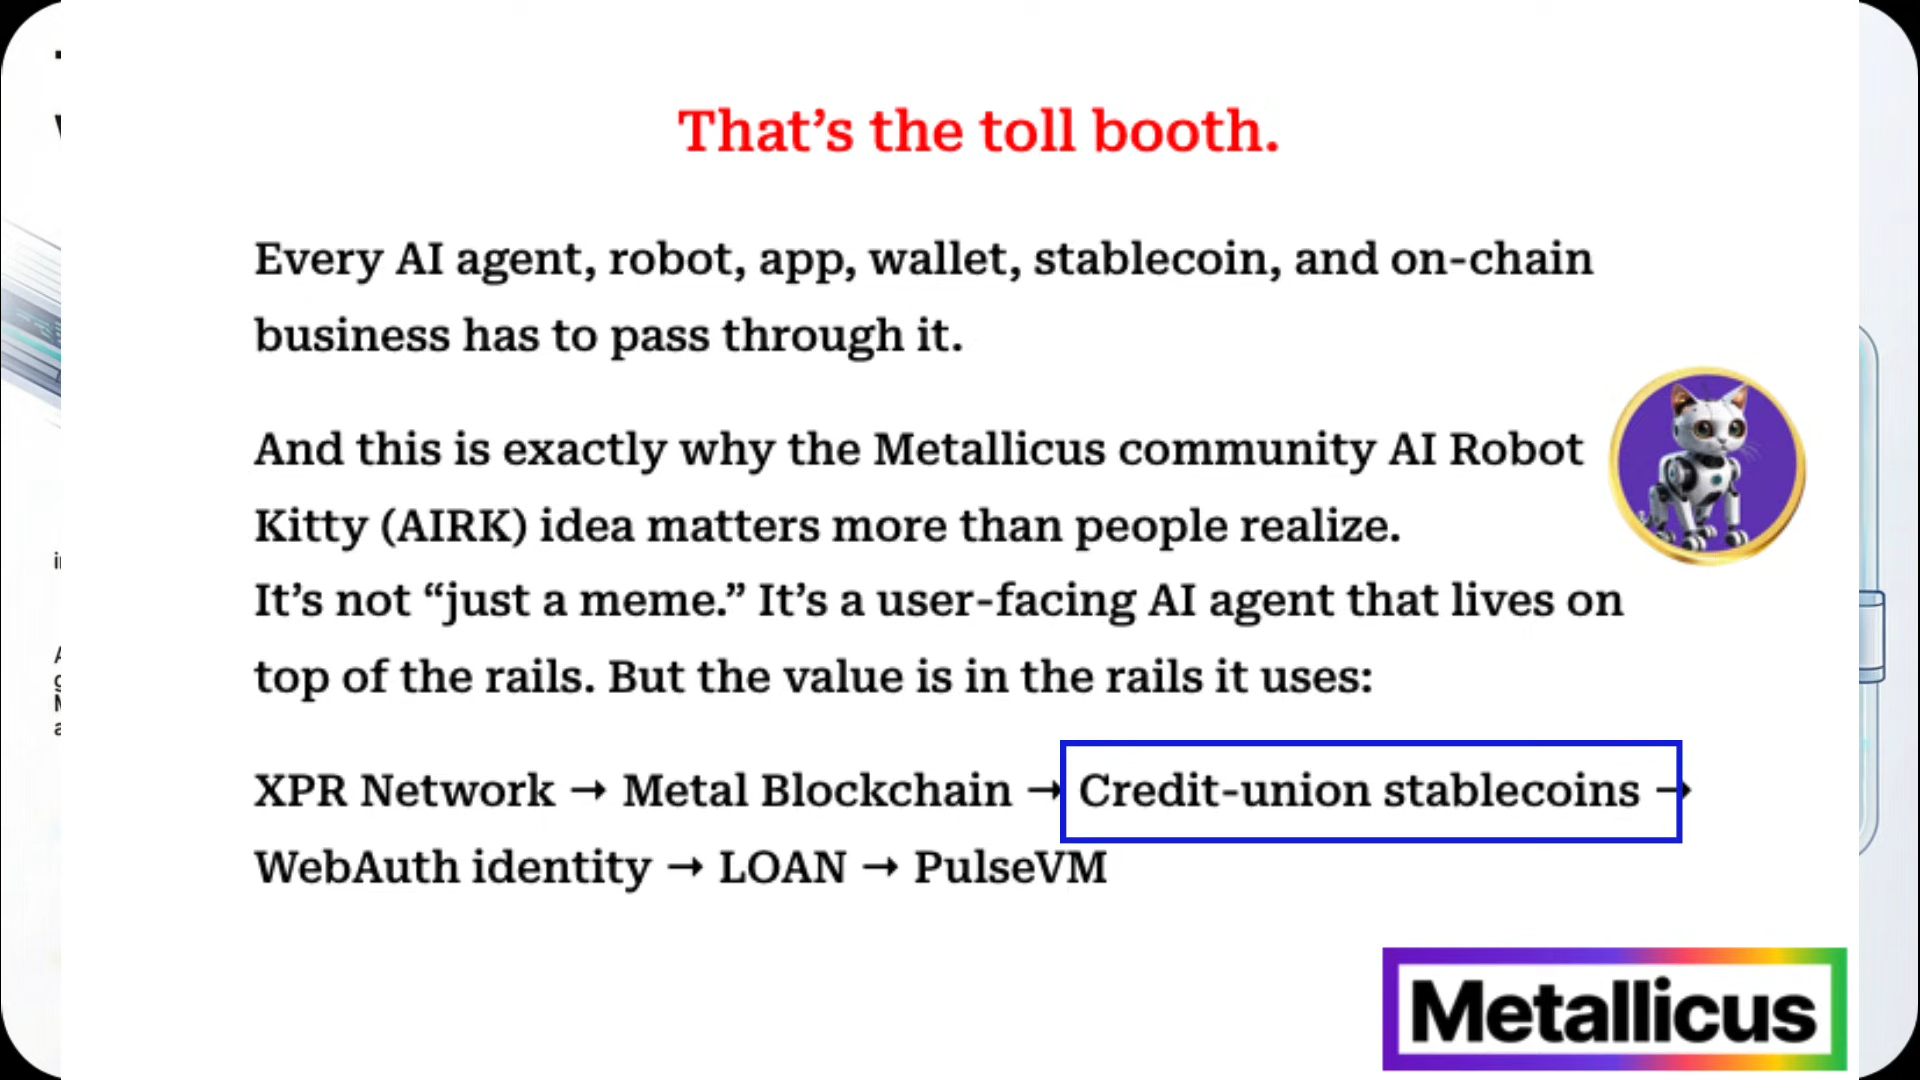 That’s the toll booth.
Every AI agent, robot, app, wallet, stablecoin, and on-chain
business has to pass through it.
And this is exactly why the Metallicus community AI Robot
Kitty (AIRK) idea matters more than people realize.
It’s not “just a meme.” It’s a user-facing AI agent that lives on
top of the rails. But the value is in the rails it uses:
XPR Network → Metal Blockchain → Credit-union stablecoins →
WebAuth identity → LOAN → PulseVM
Metallicus